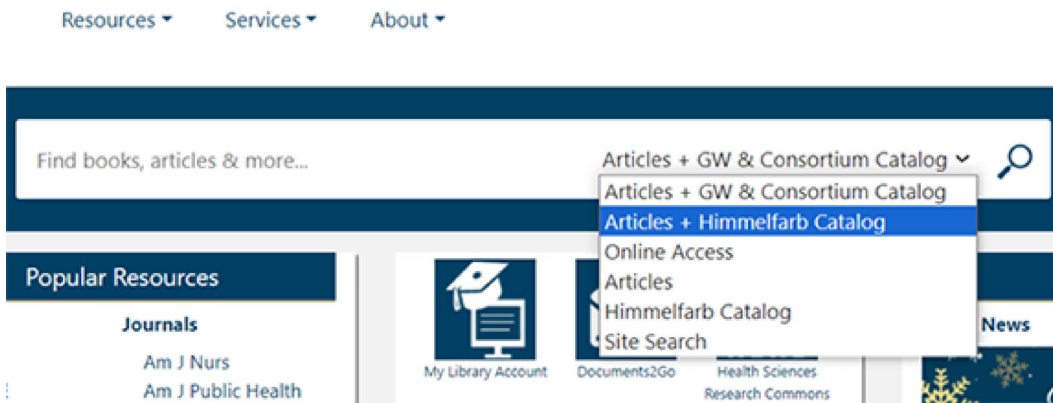 Resources Services About
Find books, articles & more... Articles + GW & Consortium Catalog
Articles + GW & Consortium Catalog
Articles + Himmelfarb Catalog
Online Access
Articles
Himmelfarb Catalog
Site Search
Popular Resources
Journals
Am J Nurs
Am J Public Health
My Library Account
Documents2Go
Health Sciences
Research Commons
News